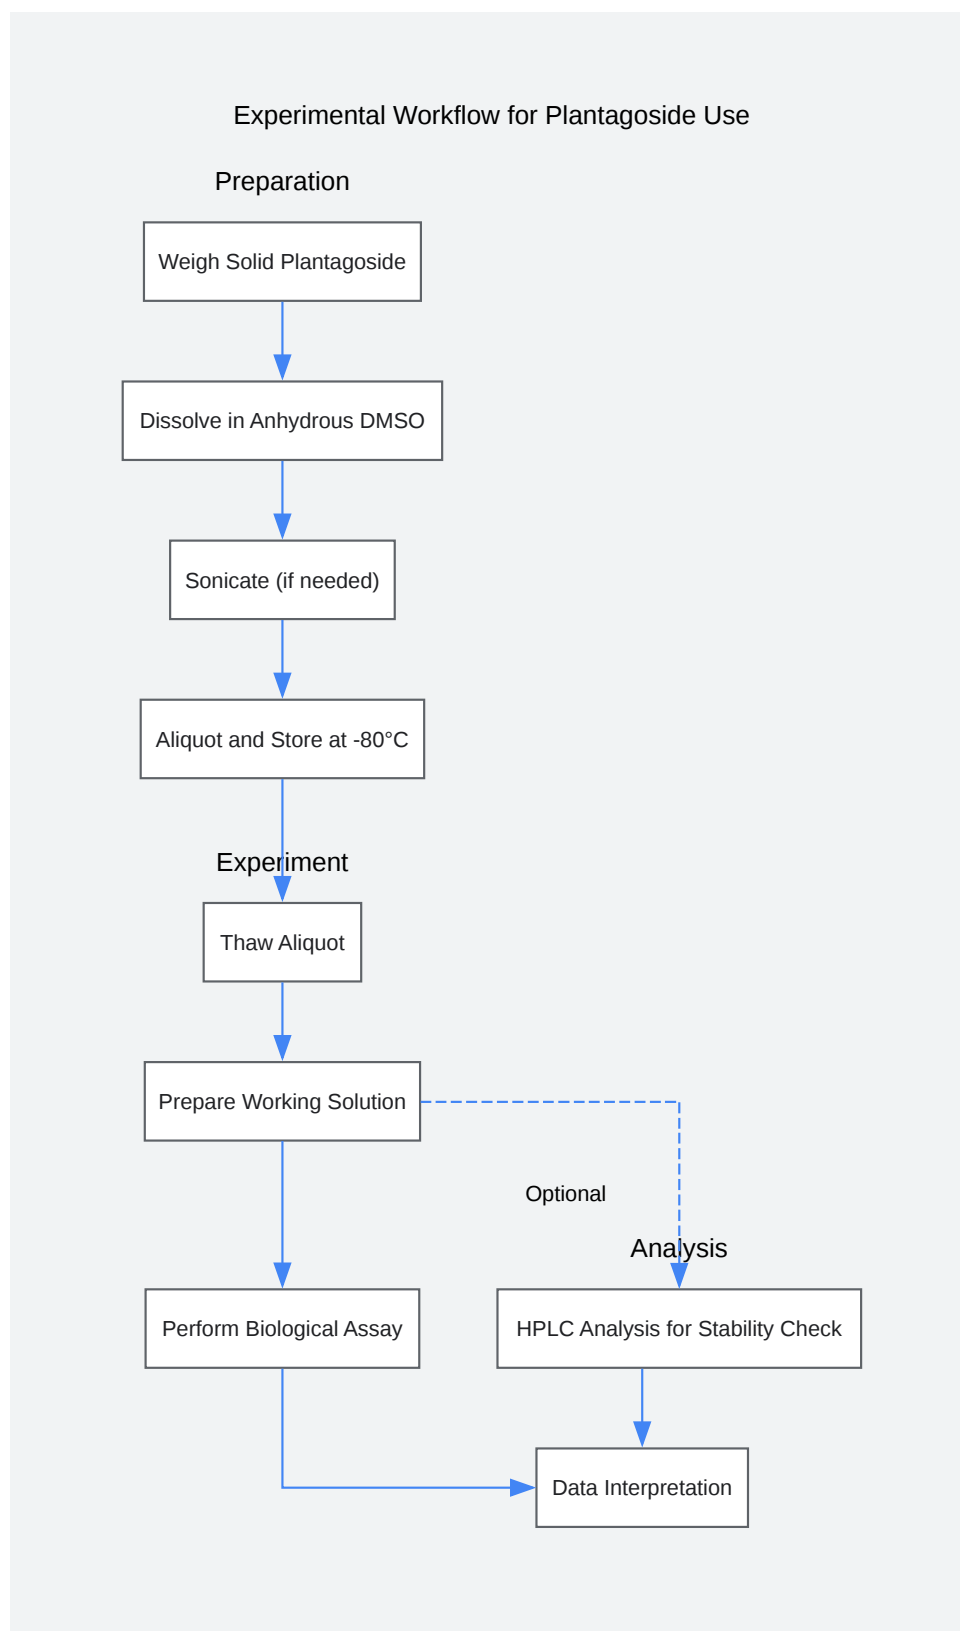 Experimental Workflow for Plantagoside Use
Preparation
Weigh Solid Plantagoside
Dissolve in Anhydrous DMSO
Sonicate (if needed)
Aliquot and Store at -80°C
Experiment
Thaw Aliquot
Prepare Working Solution
Optional
Analysis
Perform Biological Assay
HPLC Analysis for Stability Check
Data Interpretation